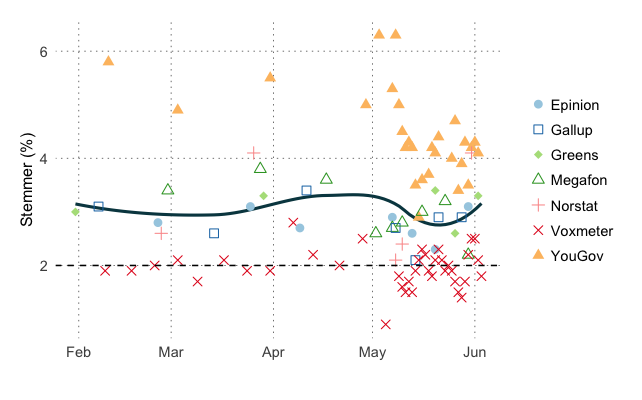 Stemmer (%)
6
4
2
Feb
Mar
Apr
May
Jun
Epinion
Gallup
Greens
Megafon
Norstat
Voxmeter
YouGov